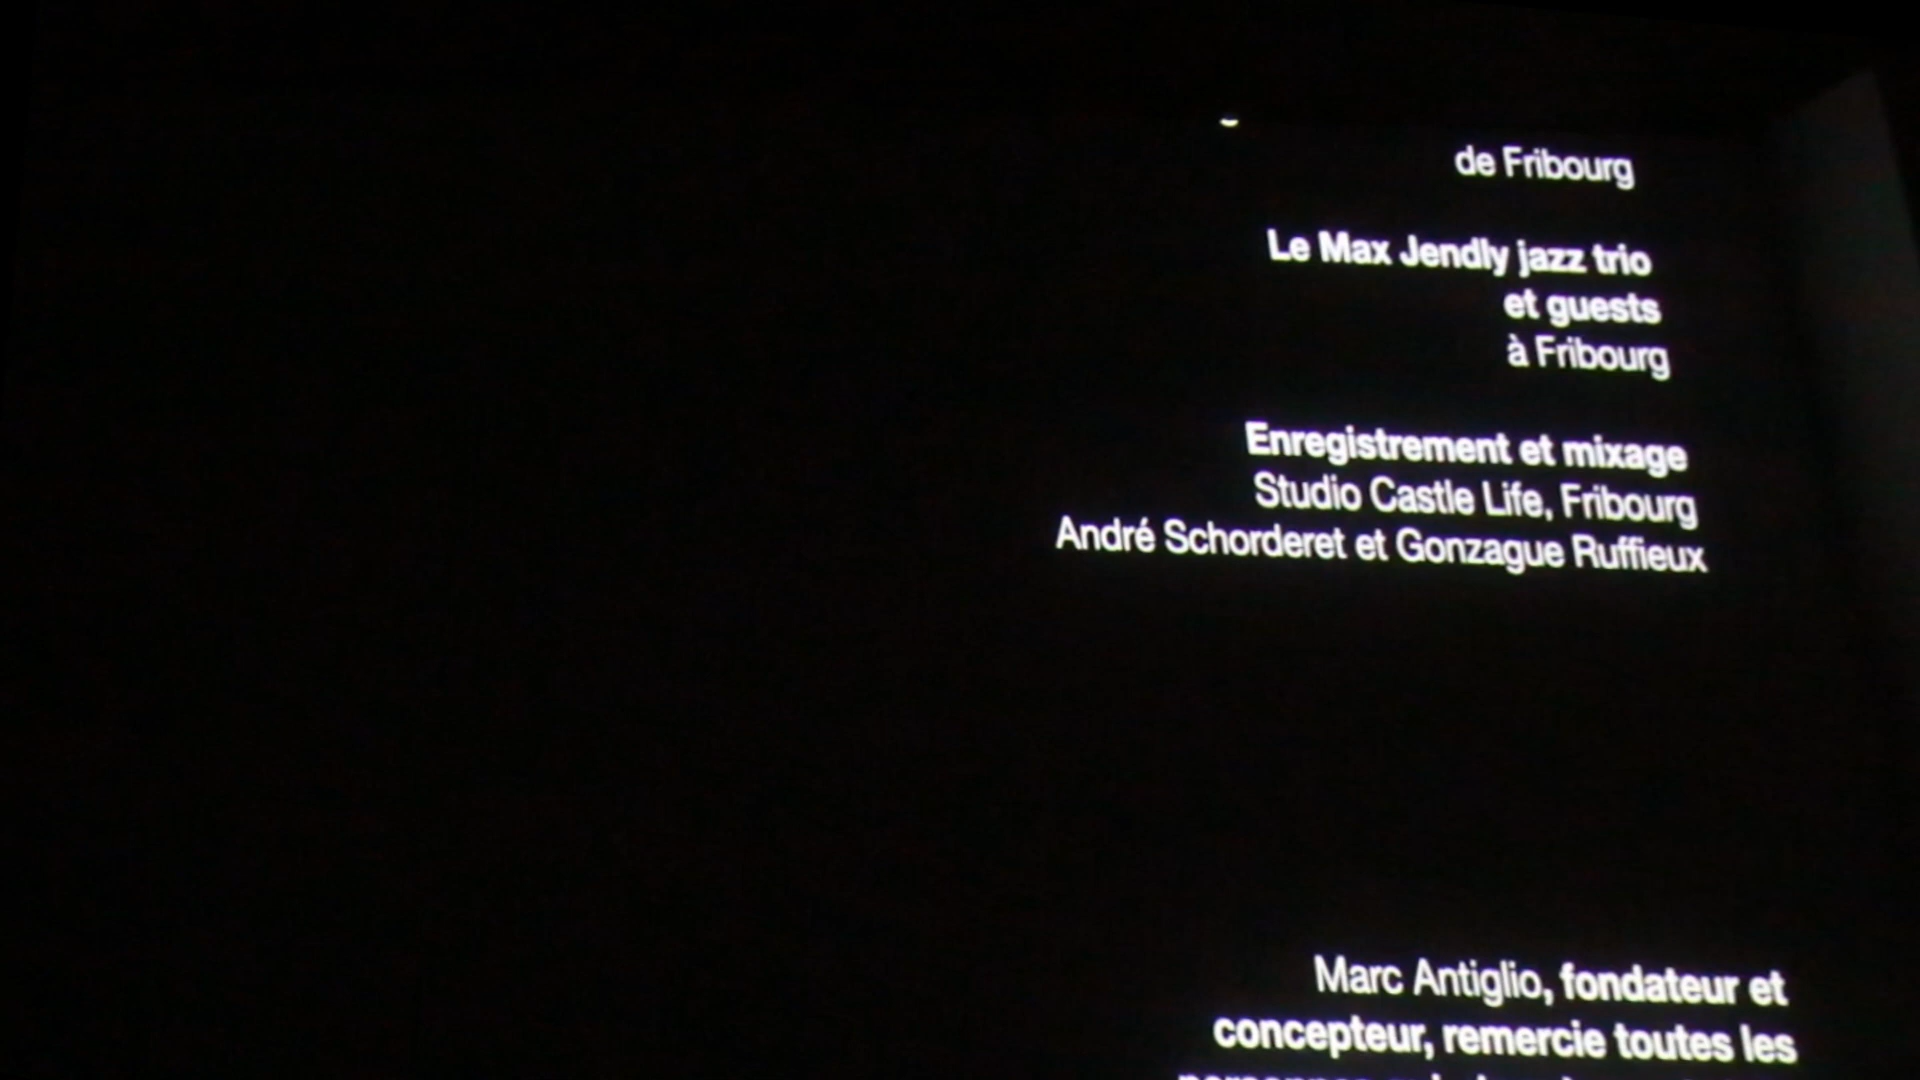 de Fribourg
Le Max Jendly jazz trio
et guests
à Fribourg
Enregistrement et mixage
Studio Castle Life, Fribourg
André Schorderet et Gonzague Ruffieux
Marc Antiglio, fondateur et
concepteur, remercie toutes les